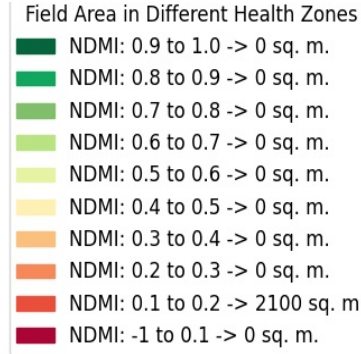 Field Area in Different Health Zones
NDMI: 0.9 to 1.0 -> 0 sq. m.
NDMI: 0.8 to 0.9 -> 0 sq. m.
NDMI: 0.7 to 0.8 -> 0 sq. m.
NDMI: 0.6 to 0.7 -> 0 sq. m.
NDMI: 0.5 to 0.6 -> 0 sq. m.
NDMI: 0.4 to 0.5 -> 0 sq. m.
NDMI: 0.3 to 0.4 -> 0 sq. m.
NDMI: 0.2 to 0.3 -> 0 sq. m.
NDMI: 0.1 to 0.2 -> 2100 sq. m
NDMI: -1 to 0.1 -> 0 sq. m.